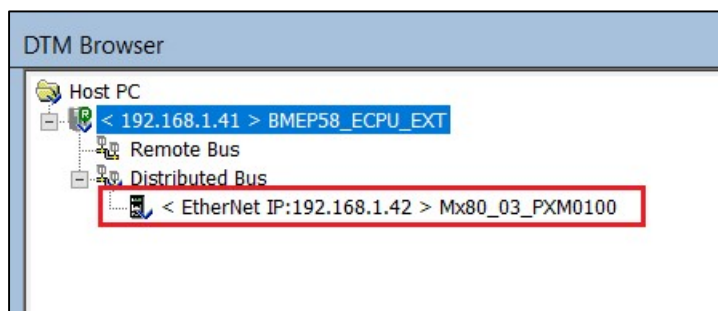 DTM Browser
Host PC
< 192.168.1.41 > BMEP58_ECPU_EXT
Remote Bus
Distributed Bus
< EtherNet IP:192.168.1.42 > Mx80_03_PXM0100